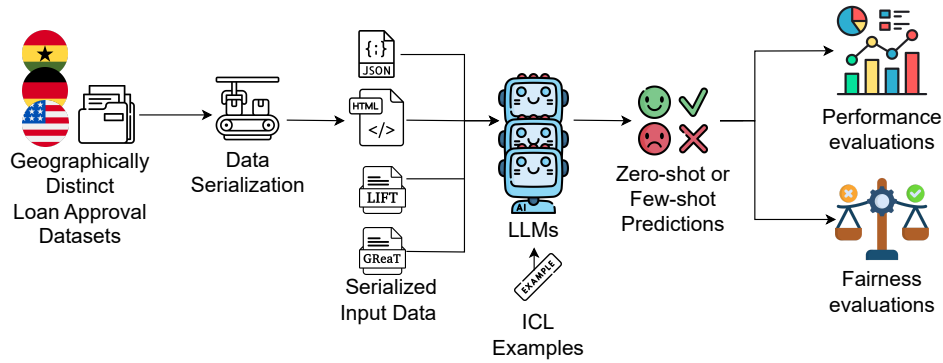 Geographically
Distinct
Loan Approval
Datasets
Data
Serialization
{;}
JSON
HTML
</>
LIFT
GReaT
Serialized
Input Data
AI
LLMs
EXAMPLE
ICL
Examples
Zero-shot or
Few-shot
Predictions
Performance
evaluations
Fairness
evaluations